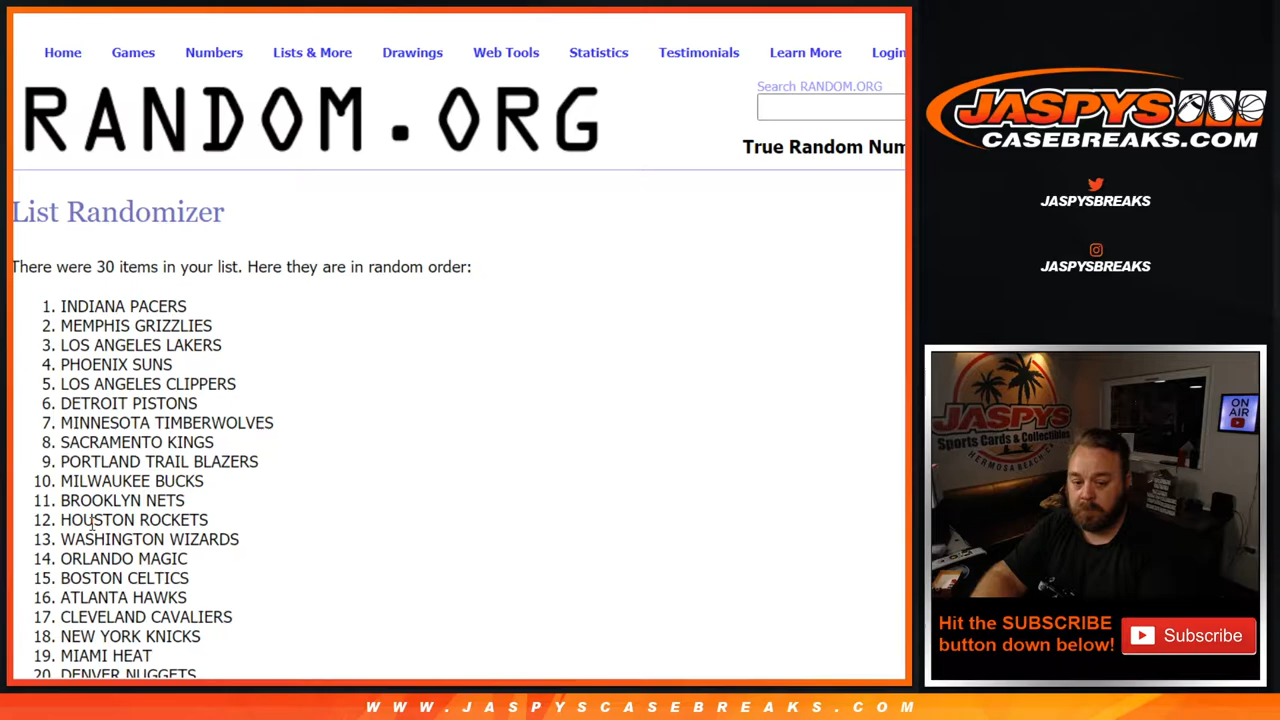 Home Games Numbers Lists & More Drawings Web Tools Statistics Testimonials Learn More Login
RANDOM.ORG
Search RANDOM.ORG
True Random Num
List Randomizer
There were 30 items in your list. Here they are in random order:
1. INDIANA PACERS
2. MEMPHIS GRIZZLIES
3. LOS ANGELES LAKERS
4. PHOENIX SUNS
5. LOS ANGELES CLIPPERS
6. DETROIT PISTONS
7. MINNESOTA TIMBERWOLVES
8. SACRAMENTO KINGS
9. PORTLAND TRAIL BLAZERS
10. MILWAUKEE BUCKS
11. BROOKLYN NETS
12. HOUSTON ROCKETS
13. WASHINGTON WIZARDS
14. ORLANDO MAGIC
15. BOSTON CELTICS
16. ATLANTA HAWKS
17. CLEVELAND CAVALIERS
18. NEW YORK KNICKS
19. MIAMI HEAT
20. DENVER NUGGETS
JASPYS
CASEBREAKS.COM
JASPYSBREAKS
JASPYSBREAKS
JASPYS
Sports Cards & Collectibles
HERMOSA BEACH, CA
ON
AIR
Hit the SUBSCRIBE
button down below!
Subscribe
WWW.JASPYSCASEBREAKS.COM